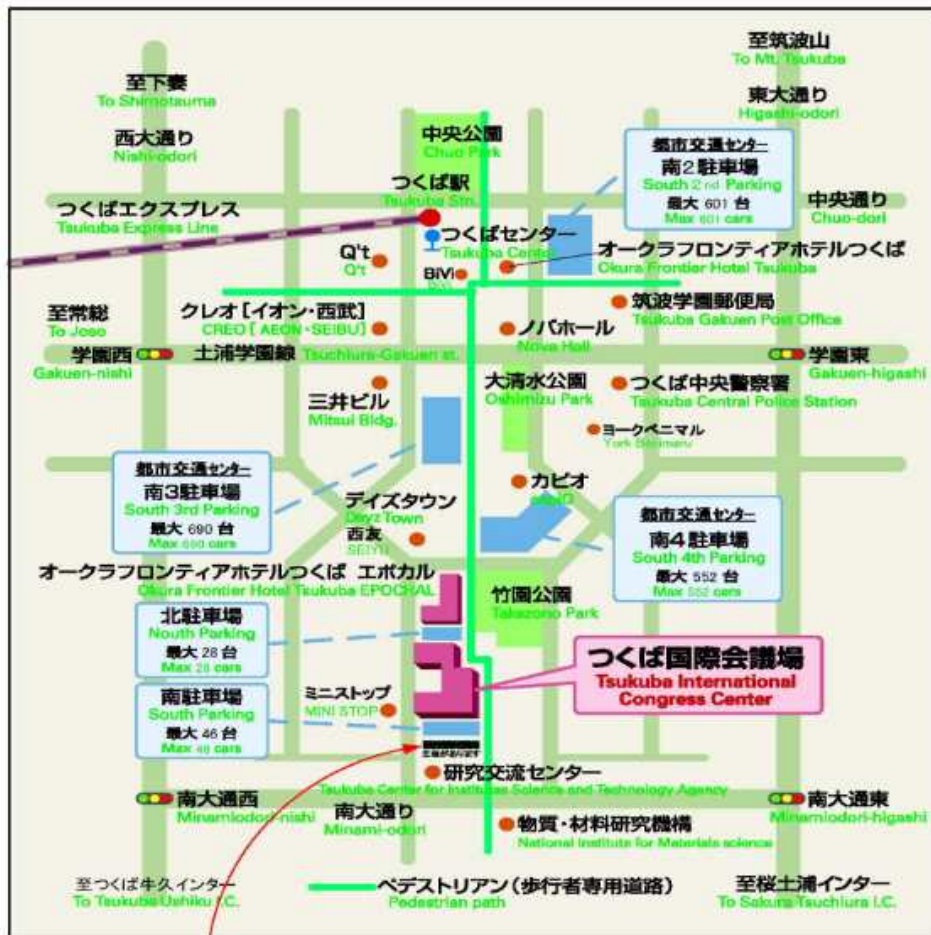 至筑波山
To Mt. Tsukuba
至下妻
To Shimotsuma
東大通り
Higashi-odori
西大通り
Nishi-odori
中央公園
Chuo Park
都市交通センター
南2駐車場
South 2nd Parking
最大 601 台
Max 601 cars
つくば駅
Tsukuba Stn.
中央通り
Chuo-dori
つくばエクスプレス
Tsukuba Express Line
つくばセンター
Tsukuba Center
Q't
Q't
BiVi
オークラフロンティアホテルつくば
Okura Frontier Hotel Tsukuba
至常総
To Joso
クレオ [イオン・西武]
CREO [ AEON・SEIBU ]
ノバホール
Nova Hall
筑波学園郵便局
Tsukuba Gakuen Post Office
学園西
Gakuen-nishi
土浦学園線 Tsuchiura-Gakuen st.
学園東
Gakuen-higashi
三井ビル
Mitsui Bldg.
大清水公園
Oshimizu Park
つくば中央警察署
Tsukuba Central Police Station
ヨークベニマル
York Benimaru
都市交通センター
南3駐車場
South 3rd Parking
最大 690 台
Max 690 cars
デイズタウン
Dayz Town
西友
SEIYU
カピオ
都市交通センター
南4駐車場
South 4th Parking
最大 552 台
Max 552 cars
オークラフロンティアホテルつくば エポカル
Okura Frontier Hotel Tsukuba EPOCHAL
竹園公園
Takezono Park
北駐車場
Nouth Parking
最大 28 台
Max 28 cars
つくば国際会議場
Tsukuba International
Congress Center
南駐車場
South Parking
最大 46 台
Max 46 cars
ミニストップ
MINI STOP
研究交流センター
Tsukuba Center for Institutes Science and Technology Agency
南大通西
Minamiodori-nishi
南大通り
Minami-odori
南大通東
Minamiodori-higashi
物質・材料研究機構
National Institute for Materials science
至つくば牛久インター
To Tsukuba Ushiku I.C.
ペデストリアン (歩行者専用道路)
Pedestrian path
至桜土浦インター
To Sakura Tsuchiura I.C.